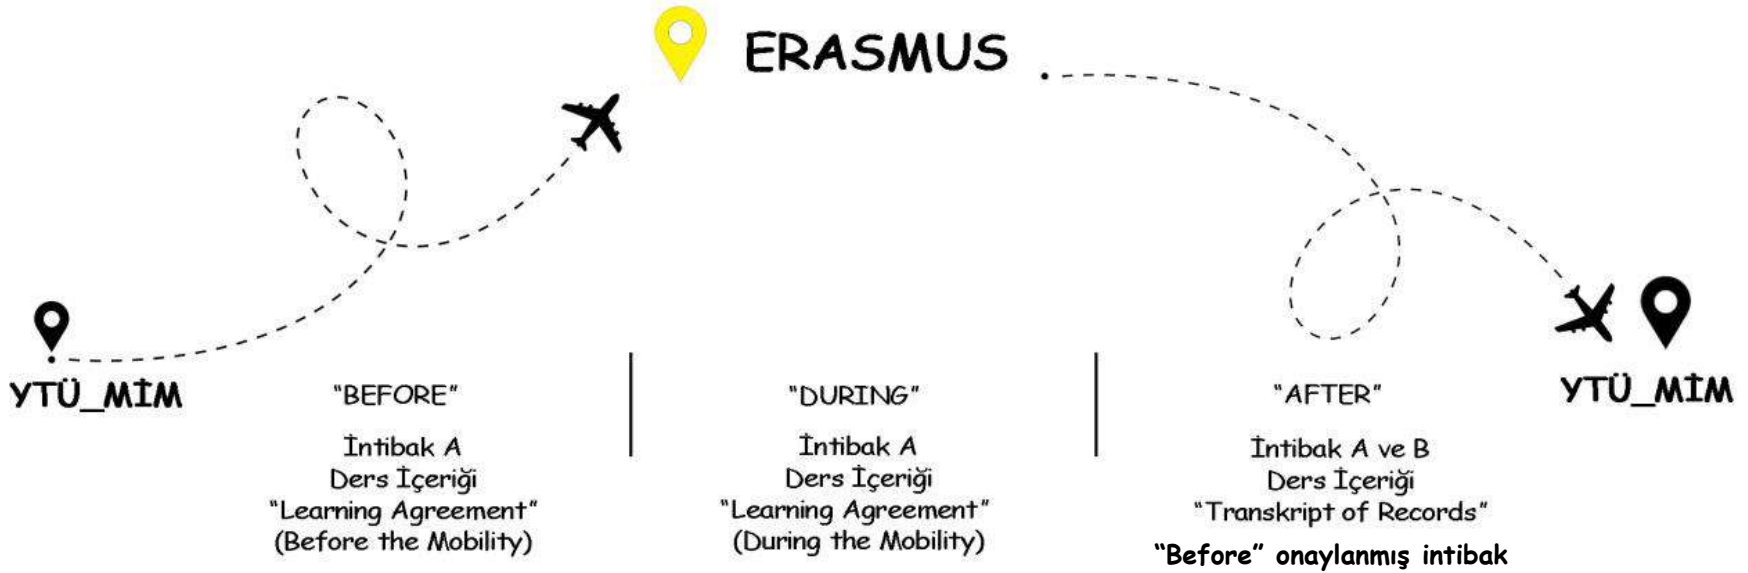 ERASMUS
YTÜ_MİM
"BEFORE"
İntibak A
Ders İçeriği
"Learning Agreement"
(Before the Mobility)
"DURING"
İntibak A
Ders İçeriği
"Learning Agreement"
(During the Mobility)
"AFTER"
İntibak A ve B
Ders İçeriği
"Transkript of Records"
"Before" onaylanmış intibak
YTÜ_MİM